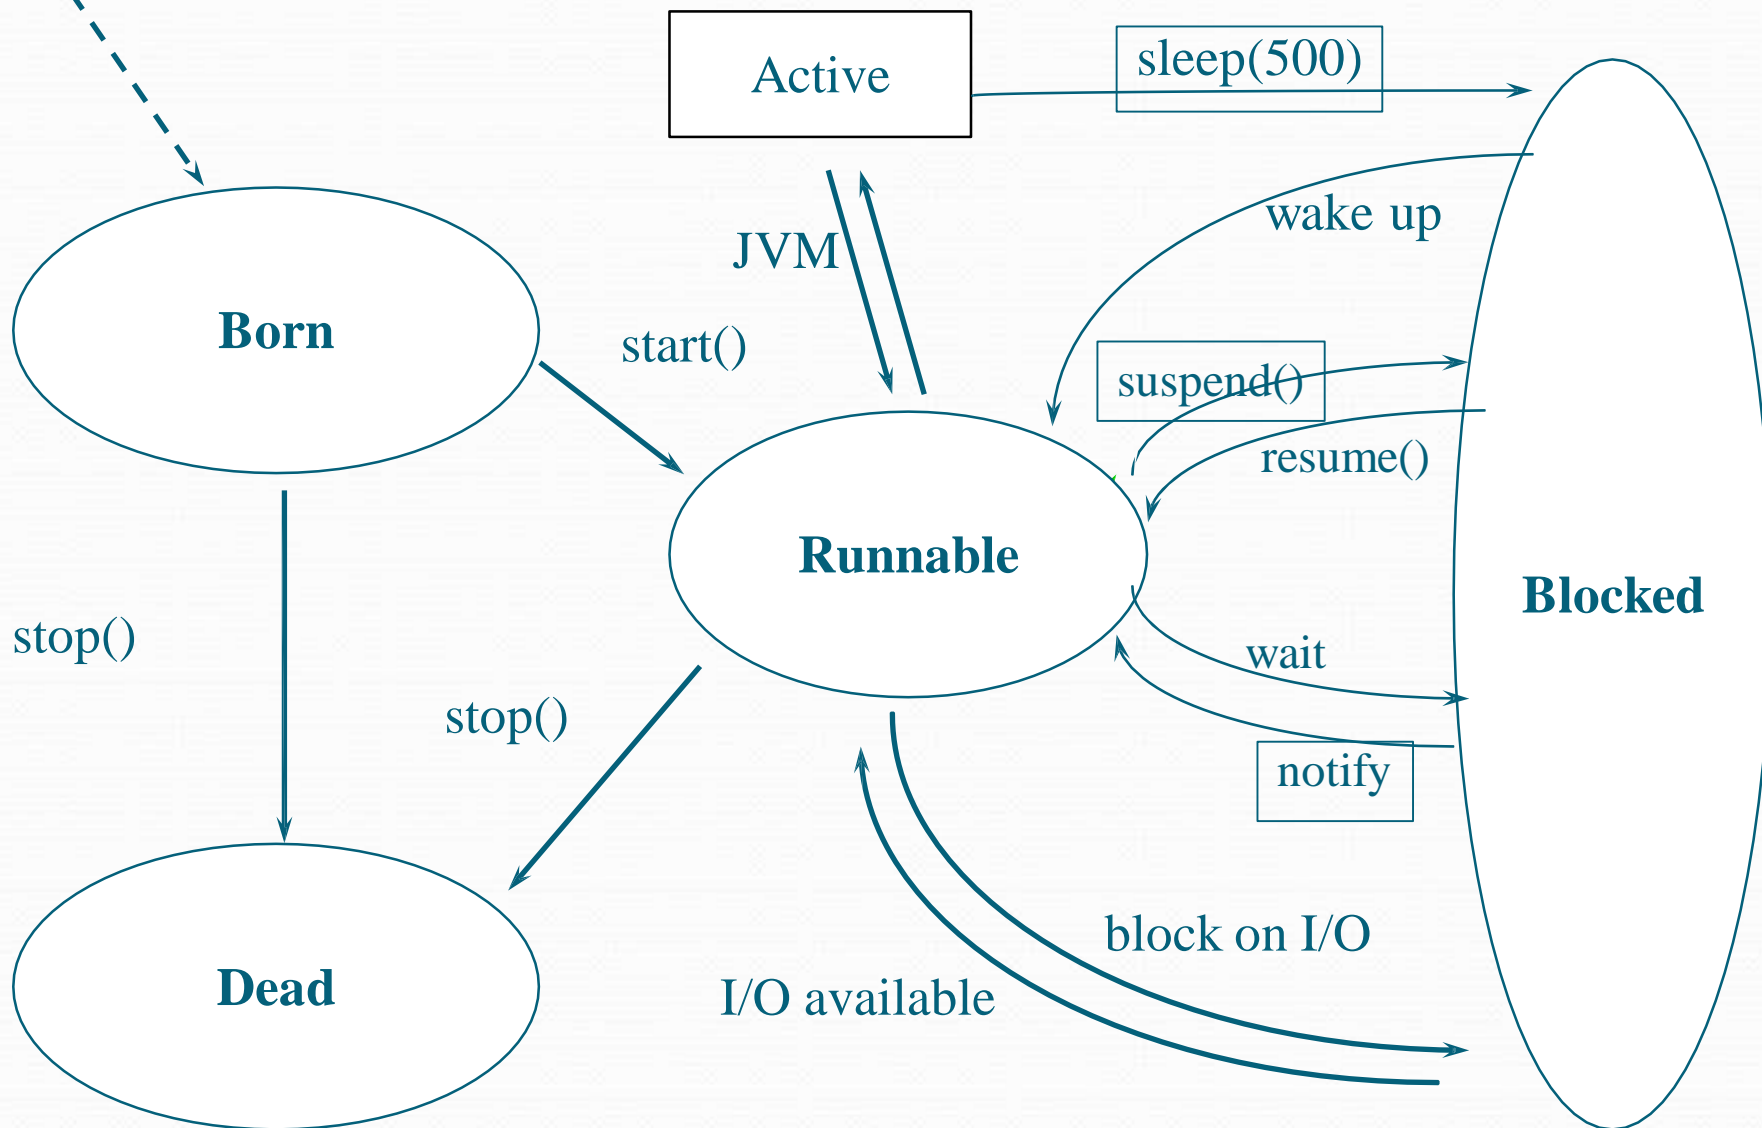 Active
sleep(500)
wake up
JVM
Born
start()
suspend()
resume()
Runnable
Blocked
stop()
wait
stop()
notify
block on I/O
Dead
I/O available